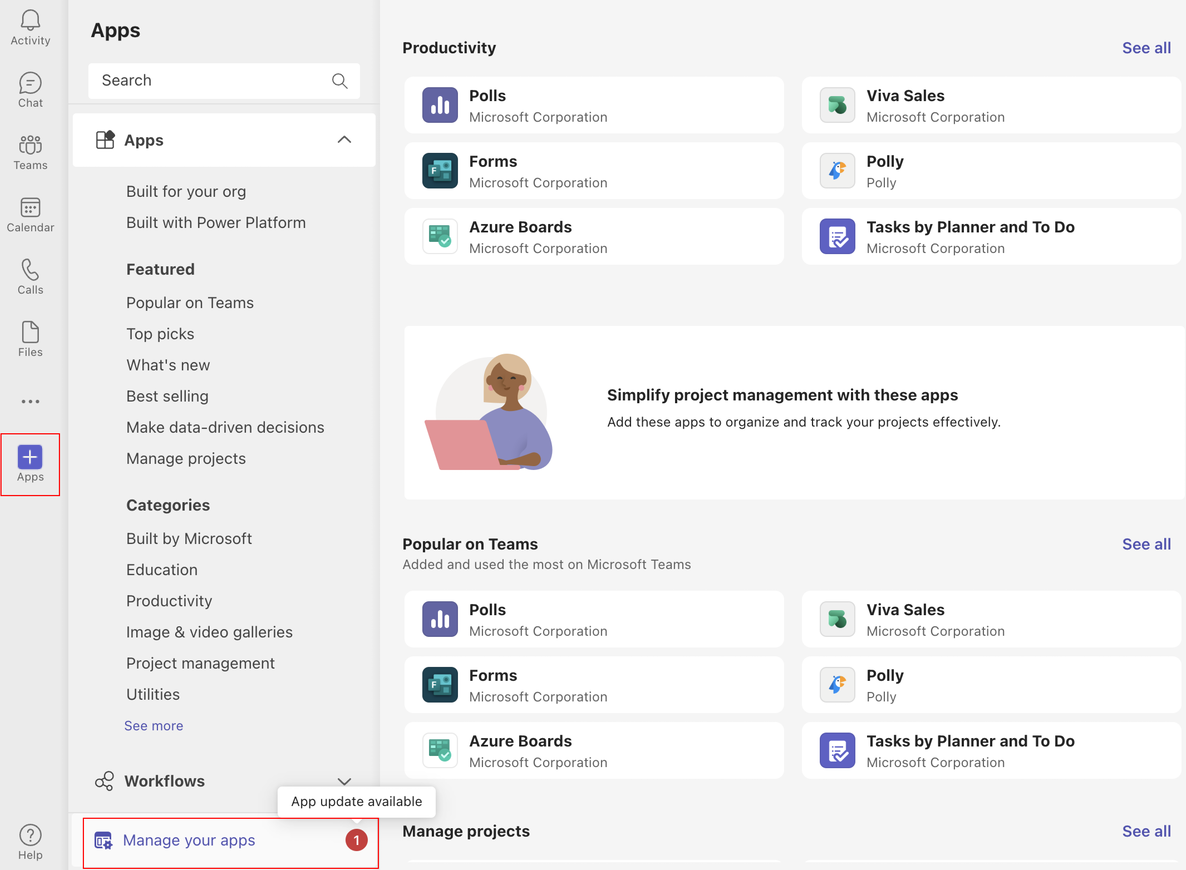 Activity
Chat
Teams
Calendar
Calls
Files
Apps
Help
Apps
Search
Apps
Built for your org
Built with Power Platform
Featured
Popular on Teams
Top picks
What's new
Best selling
Make data-driven decisions
Manage projects
Categories
Built by Microsoft
Education
Productivity
Image & video galleries
Project management
Utilities
See more
Workflows
App update available
Manage your apps
1
Productivity
See all
Polls
Microsoft Corporation
Viva Sales
Microsoft Corporation
Forms
Microsoft Corporation
Polly
Polly
Azure Boards
Microsoft Corporation
Tasks by Planner and To Do
Microsoft Corporation
Simplify project management with these apps
Add these apps to organize and track your projects effectively.
Popular on Teams
See all
Added and used the most on Microsoft Teams
Polls
Microsoft Corporation
Viva Sales
Microsoft Corporation
Forms
Microsoft Corporation
Polly
Polly
Azure Boards
Microsoft Corporation
Tasks by Planner and To Do
Microsoft Corporation
Manage projects
See all